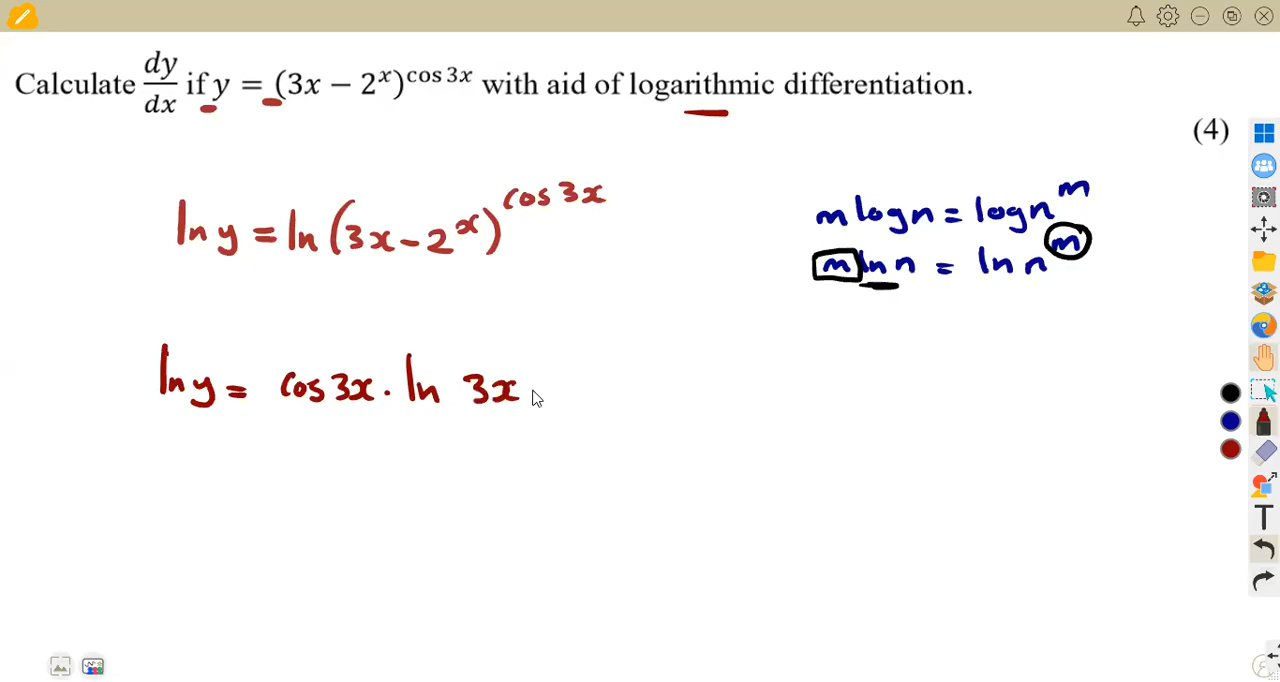 Calculate dy/dx if y = (3x − 2^x)^cos 3x with aid of logarithmic differentiation.
(4)
ln y = ln (3x − 2^x)^cos 3x
m log n = log n^m
m ln n = ln n^m
ln y = cos 3x · ln 3x
T